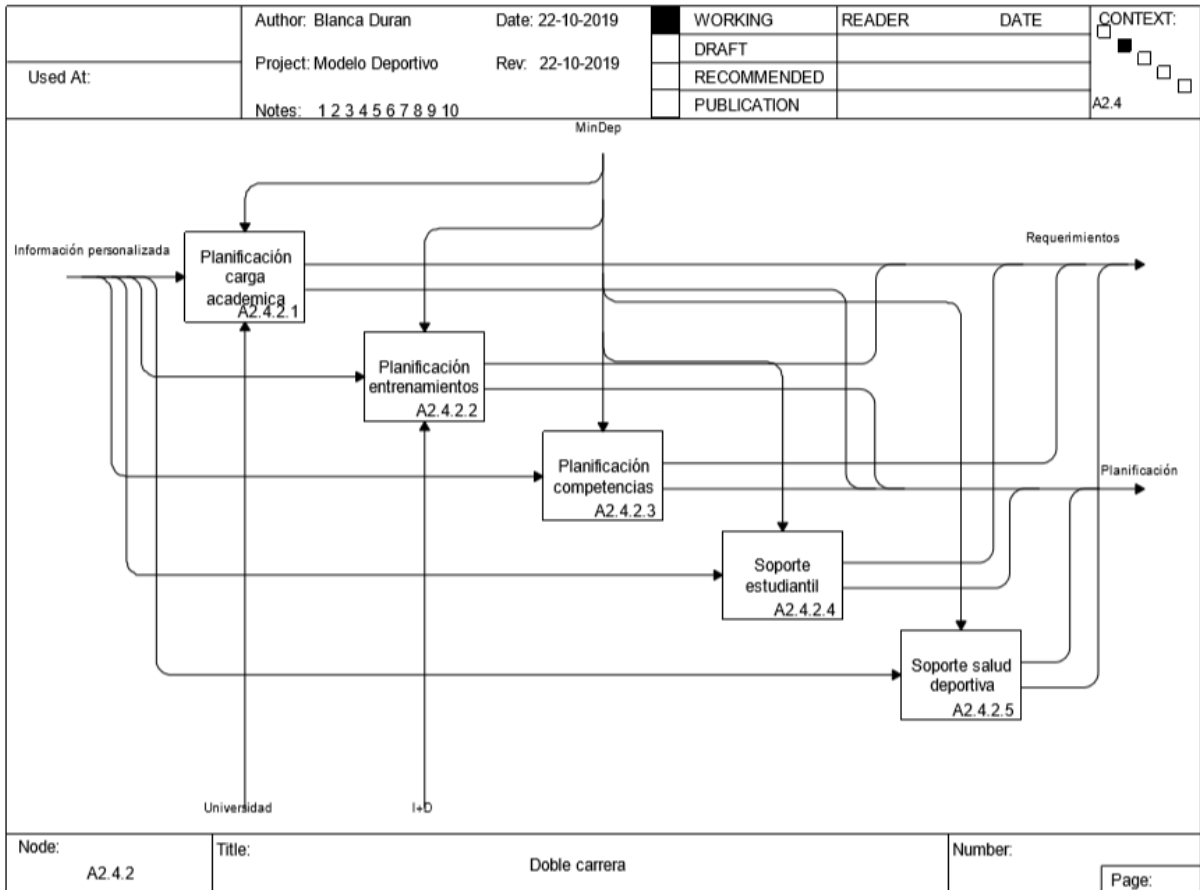 Used At:
Author: Blanca Duran
Date: 22-10-2019
Project: Modelo Deportivo
Rev: 22-10-2019
Notes: 1 2 3 4 5 6 7 8 9 10
WORKING
DRAFT
RECOMMENDED
PUBLICATION
READER
DATE
CONTEXT:
A2.4
MinDep
Información personalizada
Planificación
carga
academica
A2.4.2.1
Requerimientos
Planificación
entrenamientos
A2.4.2.2
Planificación
competencias
A2.4.2.3
Planificación
Soporte
estudiantil
A2.4.2.4
Soporte salud
deportiva
A2.4.2.5
Universidad
I+D
Node:
A2.4.2
Title:
Doble carrera
Number:
Page: